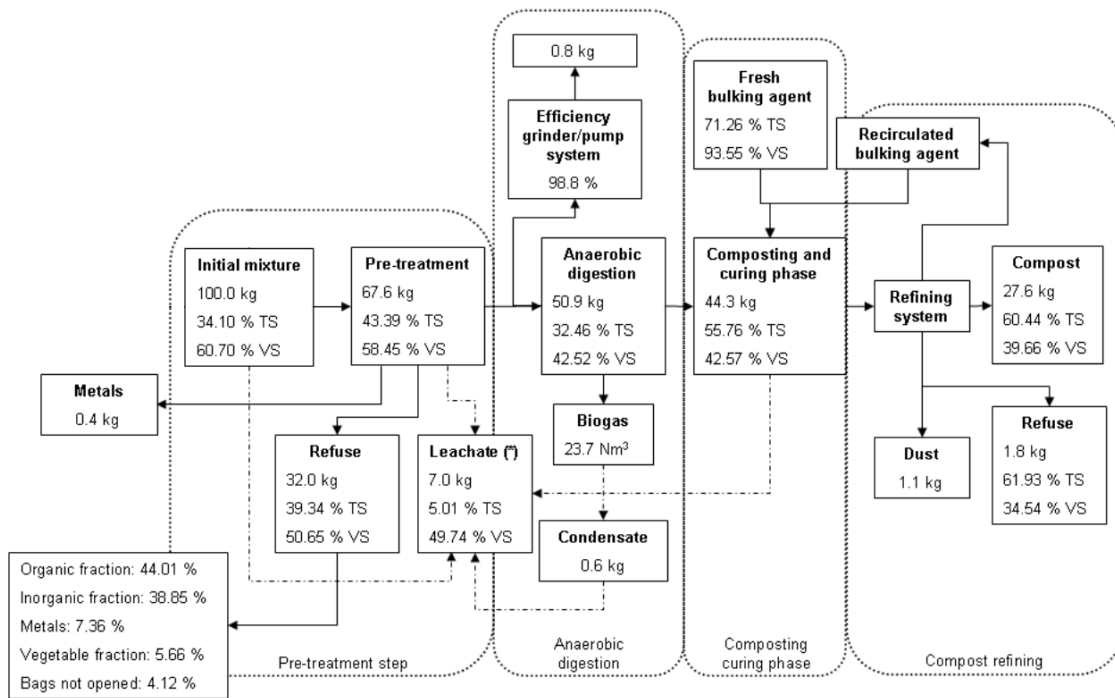 0.8 kg
Efficiency
grinder/pump
system
98.8 %
Fresh
bulking agent
71.26 % TS
93.55 % VS
Recirculated
bulking agent
Initial mixture
100.0 kg
34.10 % TS
60.70 % VS
Pre-treatment
67.6 kg
43.39 % TS
58.45 % VS
Anaerobic
digestion
50.9 kg
32.46 % TS
42.52 % VS
Composting and
curing phase
44.3 kg
55.76 % TS
42.57 % VS
Refining
system
Compost
27.6 kg
60.44 % TS
39.66 % VS
Metals
0.4 kg
Refuse
32.0 kg
39.34 % TS
50.65 % VS
Leachate (*)
7.0 kg
5.01 % TS
49.74 % VS
Biogas
23.7 Nm³
Condensate
0.6 kg
Dust
1.1 kg
Refuse
1.8 kg
61.93 % TS
34.54 % VS
Organic fraction: 44.01 %
Inorganic fraction: 38.85 %
Metals: 7.36 %
Vegetable fraction: 5.66 %
Bags not opened: 4.12 %
Pre-treatment step
Anaerobic
digestion
Composting
curing phase
Compost refining